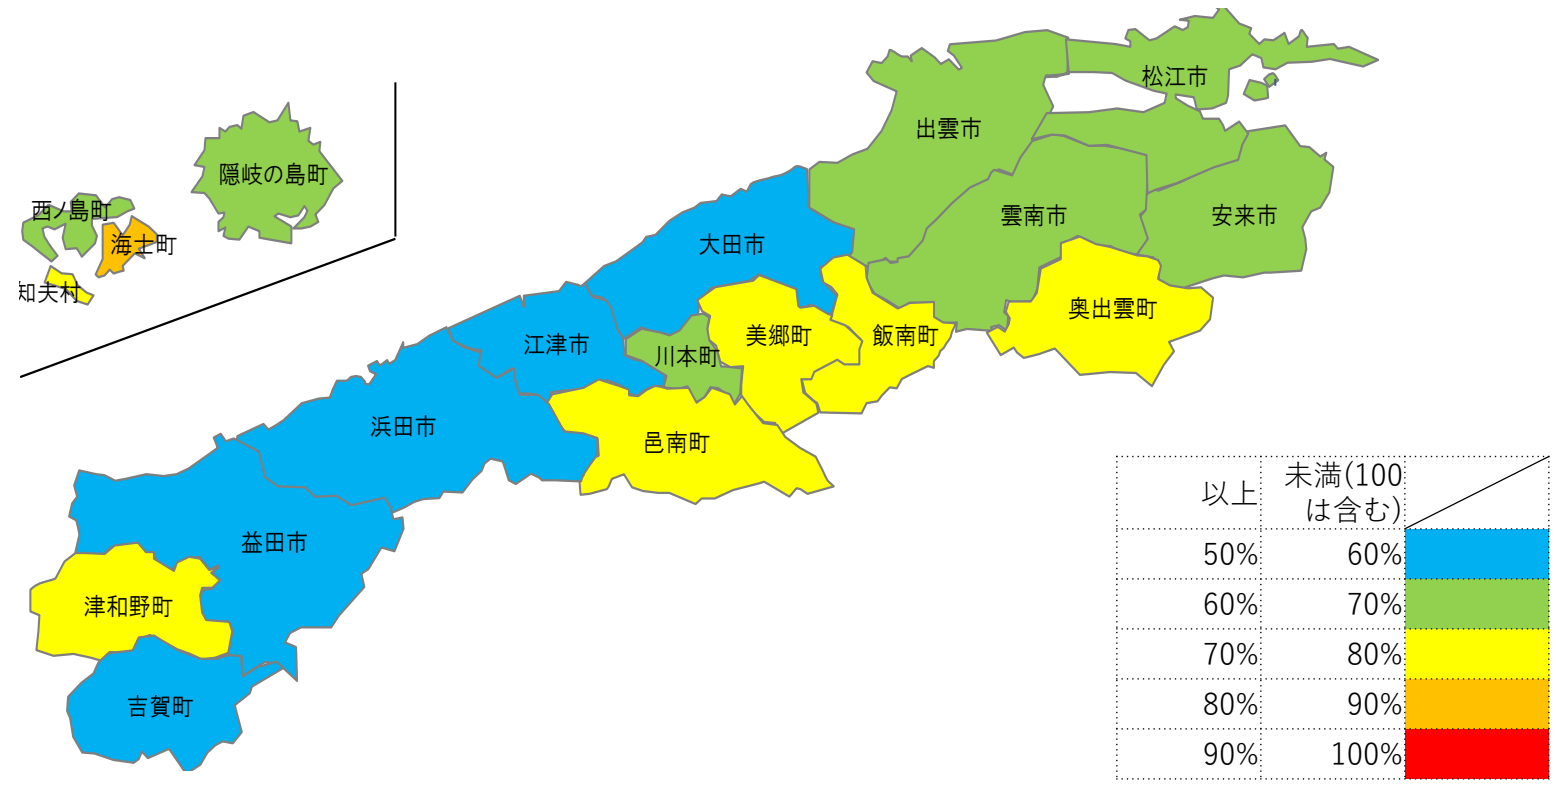 松江市
出雲市
隠岐の島町
西ノ島町
雲南市
安来市
海士町
大田市
知夫村
奥出雲町
美郷町
飯南町
江津市
川本町
浜田市
邑南町
益田市
津和野町
吉賀町
以上
未満(100
は含む)
50% 60%
60% 70%
70% 80%
80% 90%
90% 100%